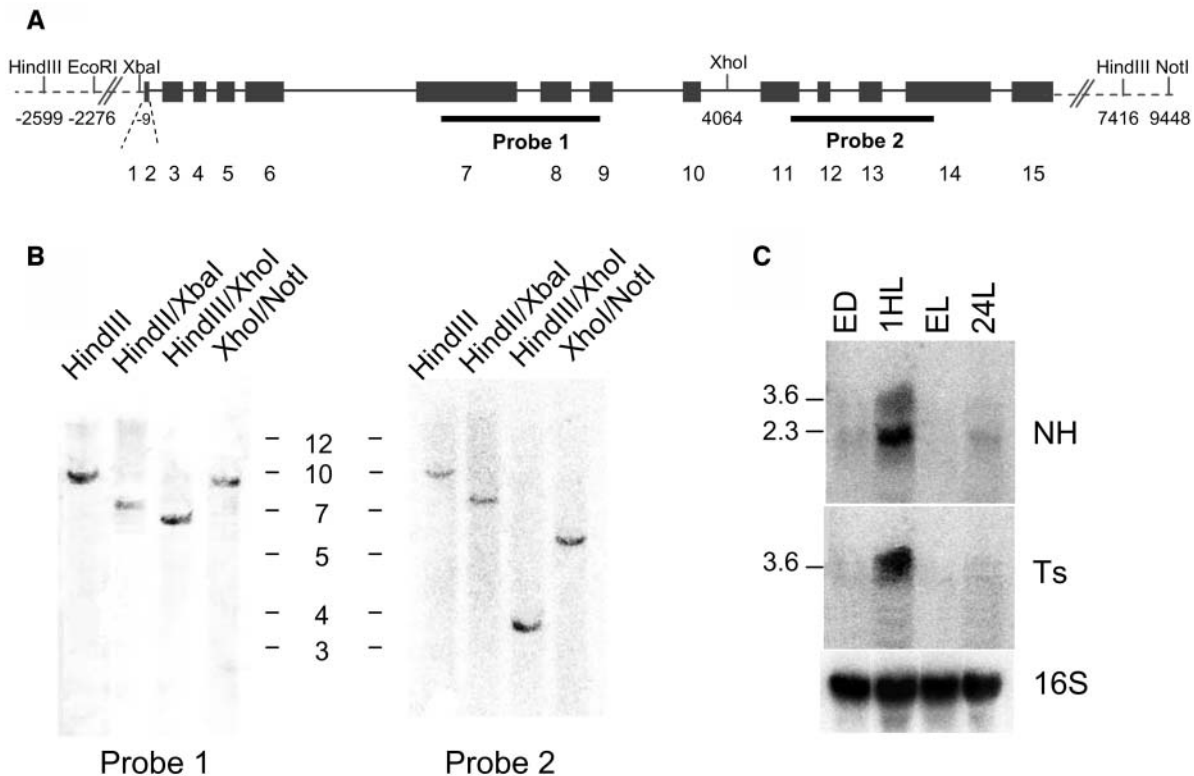 A
HindIII EcoRI XbaI XhoI HindIII NotI
-2599 -2276 -9 4064 7416 9448
Probe 1 Probe 2
1 2 3 4 5 6 7 8 9 10 11 12 13 14 15
B
HindIII
HindII/XbaI
HindIII/XhoI
XhoI/NotI
HindIII
HindII/XbaI
HindIII/XhoI
XhoI/NotI
– 12 –
– 10 –
– 7 –
– 5 –
– 4 –
– 3 –
Probe 1 Probe 2
C
ED
1HL
EL
24L
3.6 –
2.3 –
NH
3.6 –
Ts
16S